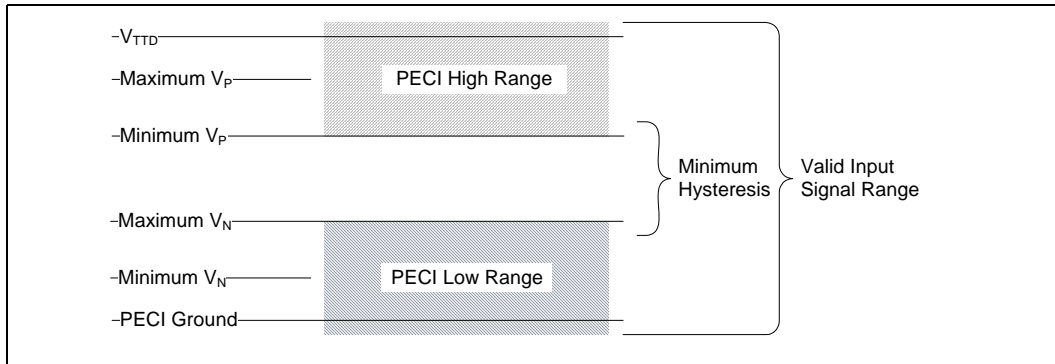 V_TTD
Maximum V_P
PECI High Range
Minimum V_P
Minimum
Hysteresis
Valid Input
Signal Range
Maximum V_N
Minimum V_N
PECI Low Range
PECI Ground